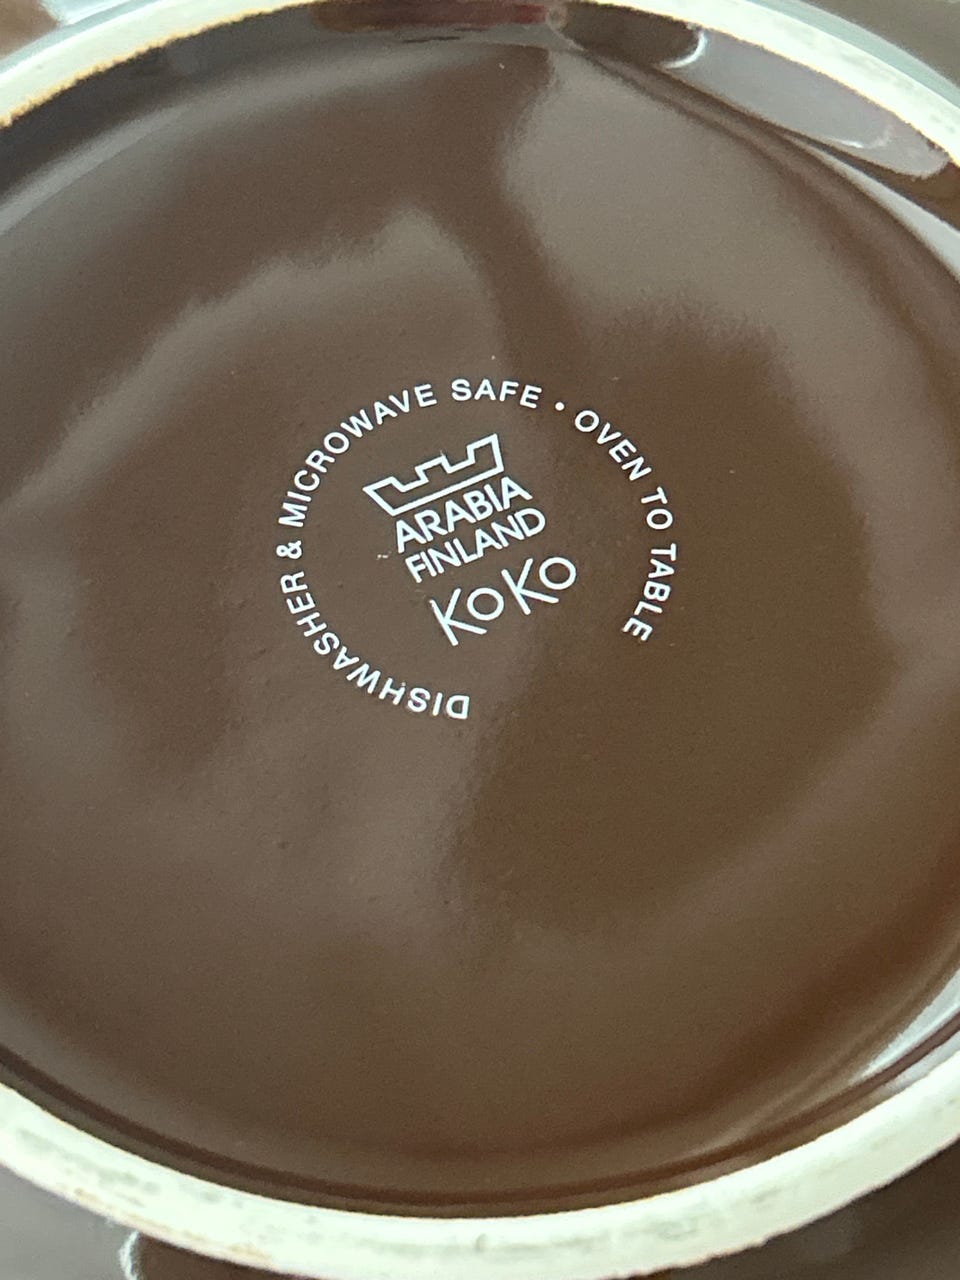 DISHWASHER & MICROWAVE SAFE • OVEN TO TABLE
ARABIA
FINLAND
KOKO